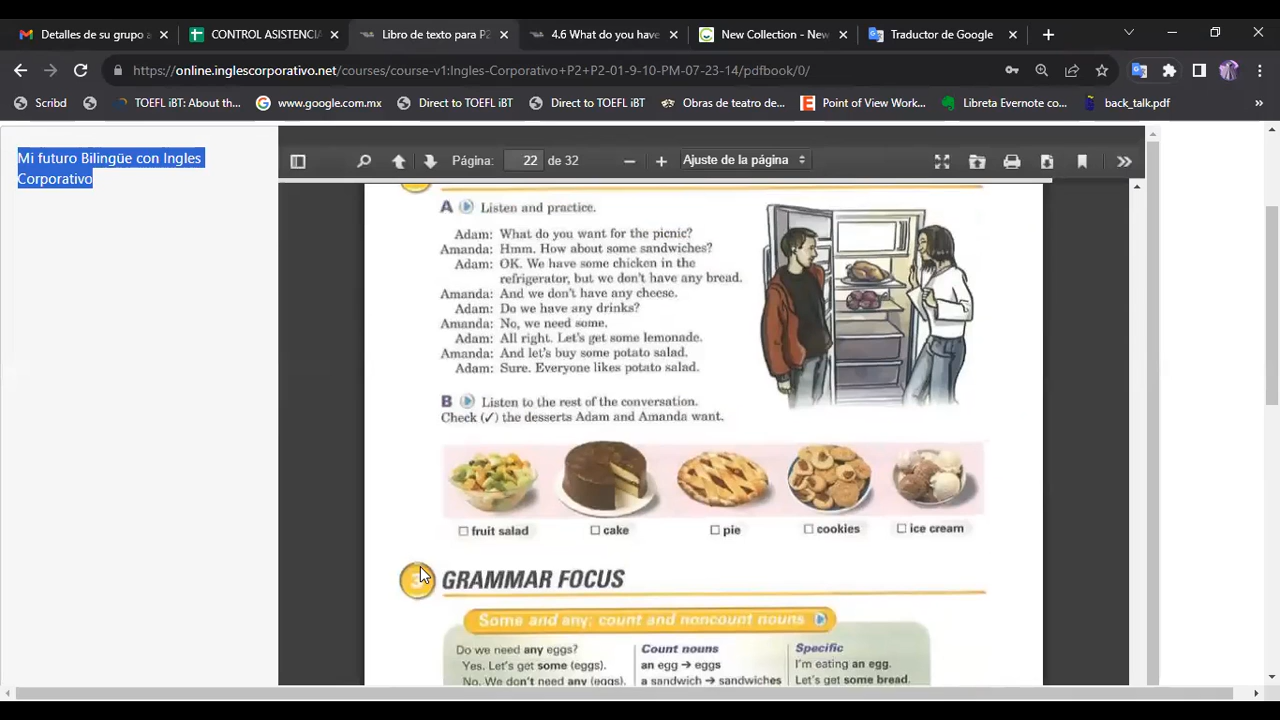 Detalles de su grupo
CONTROL ASISTENCIA
Libro de texto para P2
4.6 What do you have
New Collection - New
Traductor de Google
https://online.inglescorporativo.net/courses/course-v1:Ingles-Corporativo+P2+P2-01-9-10-PM-07-23-14/pdfbook/0/
Scribd
TOEFL iBT: About th...
www.google.com.mx
Direct to TOEFL iBT
Direct to TOEFL iBT
Obras de teatro de...
Point of View Work...
Libreta Evernote co...
back_talk.pdf
»
Mi futuro Bilingüe con Ingles
Corporativo
Página: 22 de 32
Ajuste de la página
A Listen and practice.
Adam: What do you want for the picnic?
Amanda: Hmm. How about some sandwiches?
Adam: OK. We have some chicken in the
refrigerator, but we don't have any bread.
Amanda: And we don't have any cheese.
Adam: Do we have any drinks?
Amanda: No, we need some.
Adam: All right. Let's get some lemonade.
Amanda: And let's buy some potato salad.
Adam: Sure. Everyone likes potato salad.
B Listen to the rest of the conversation.
Check (✓) the desserts Adam and Amanda want.
fruit salad
cake
pie
cookies
ice cream
3 GRAMMAR FOCUS
Some and any; count and noncount nouns
Do we need any eggs?
Yes. Let's get some (eggs).
No. We don't need any (eggs).
Count nouns
an egg → eggs
a sandwich → sandwiches
Specific
I'm eating an egg.
Let's get some bread.